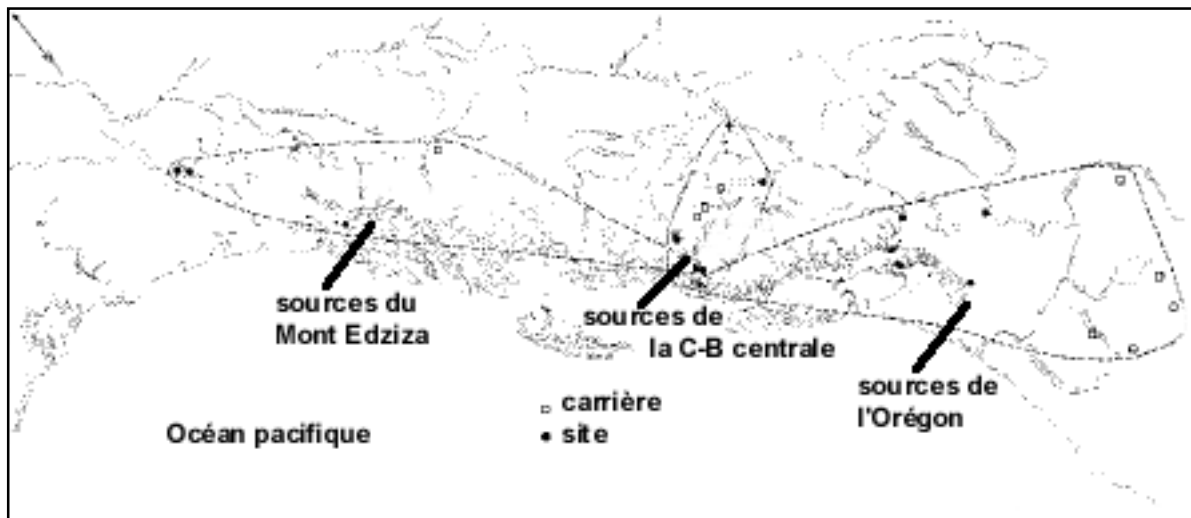 sources du
Mont Edziza
sources de
la C-B centrale
sources de
l'Orégon
carrière
site
Océan pacifique